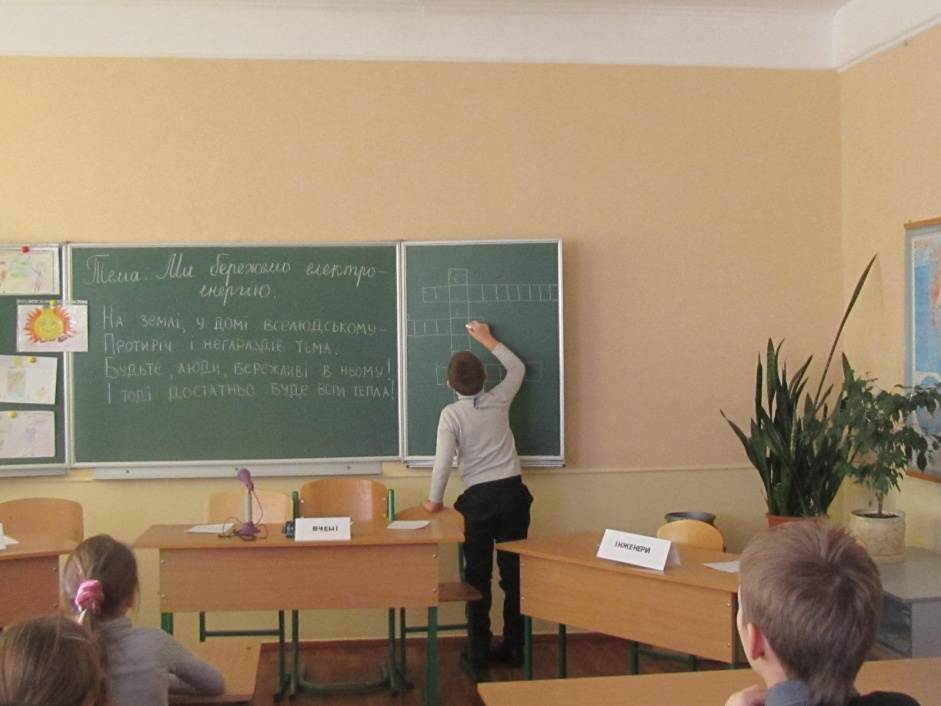 Тема: Ми бережемо електро-
енергію.
На землі, у домі вселюдському –
Протиріч і негараздів тьма.
Будьте, люди, бережливі в ньому!
І тоді достатньо буде всім тепла!
С
ВЧЕНІ
ІНЖЕНЕРИ